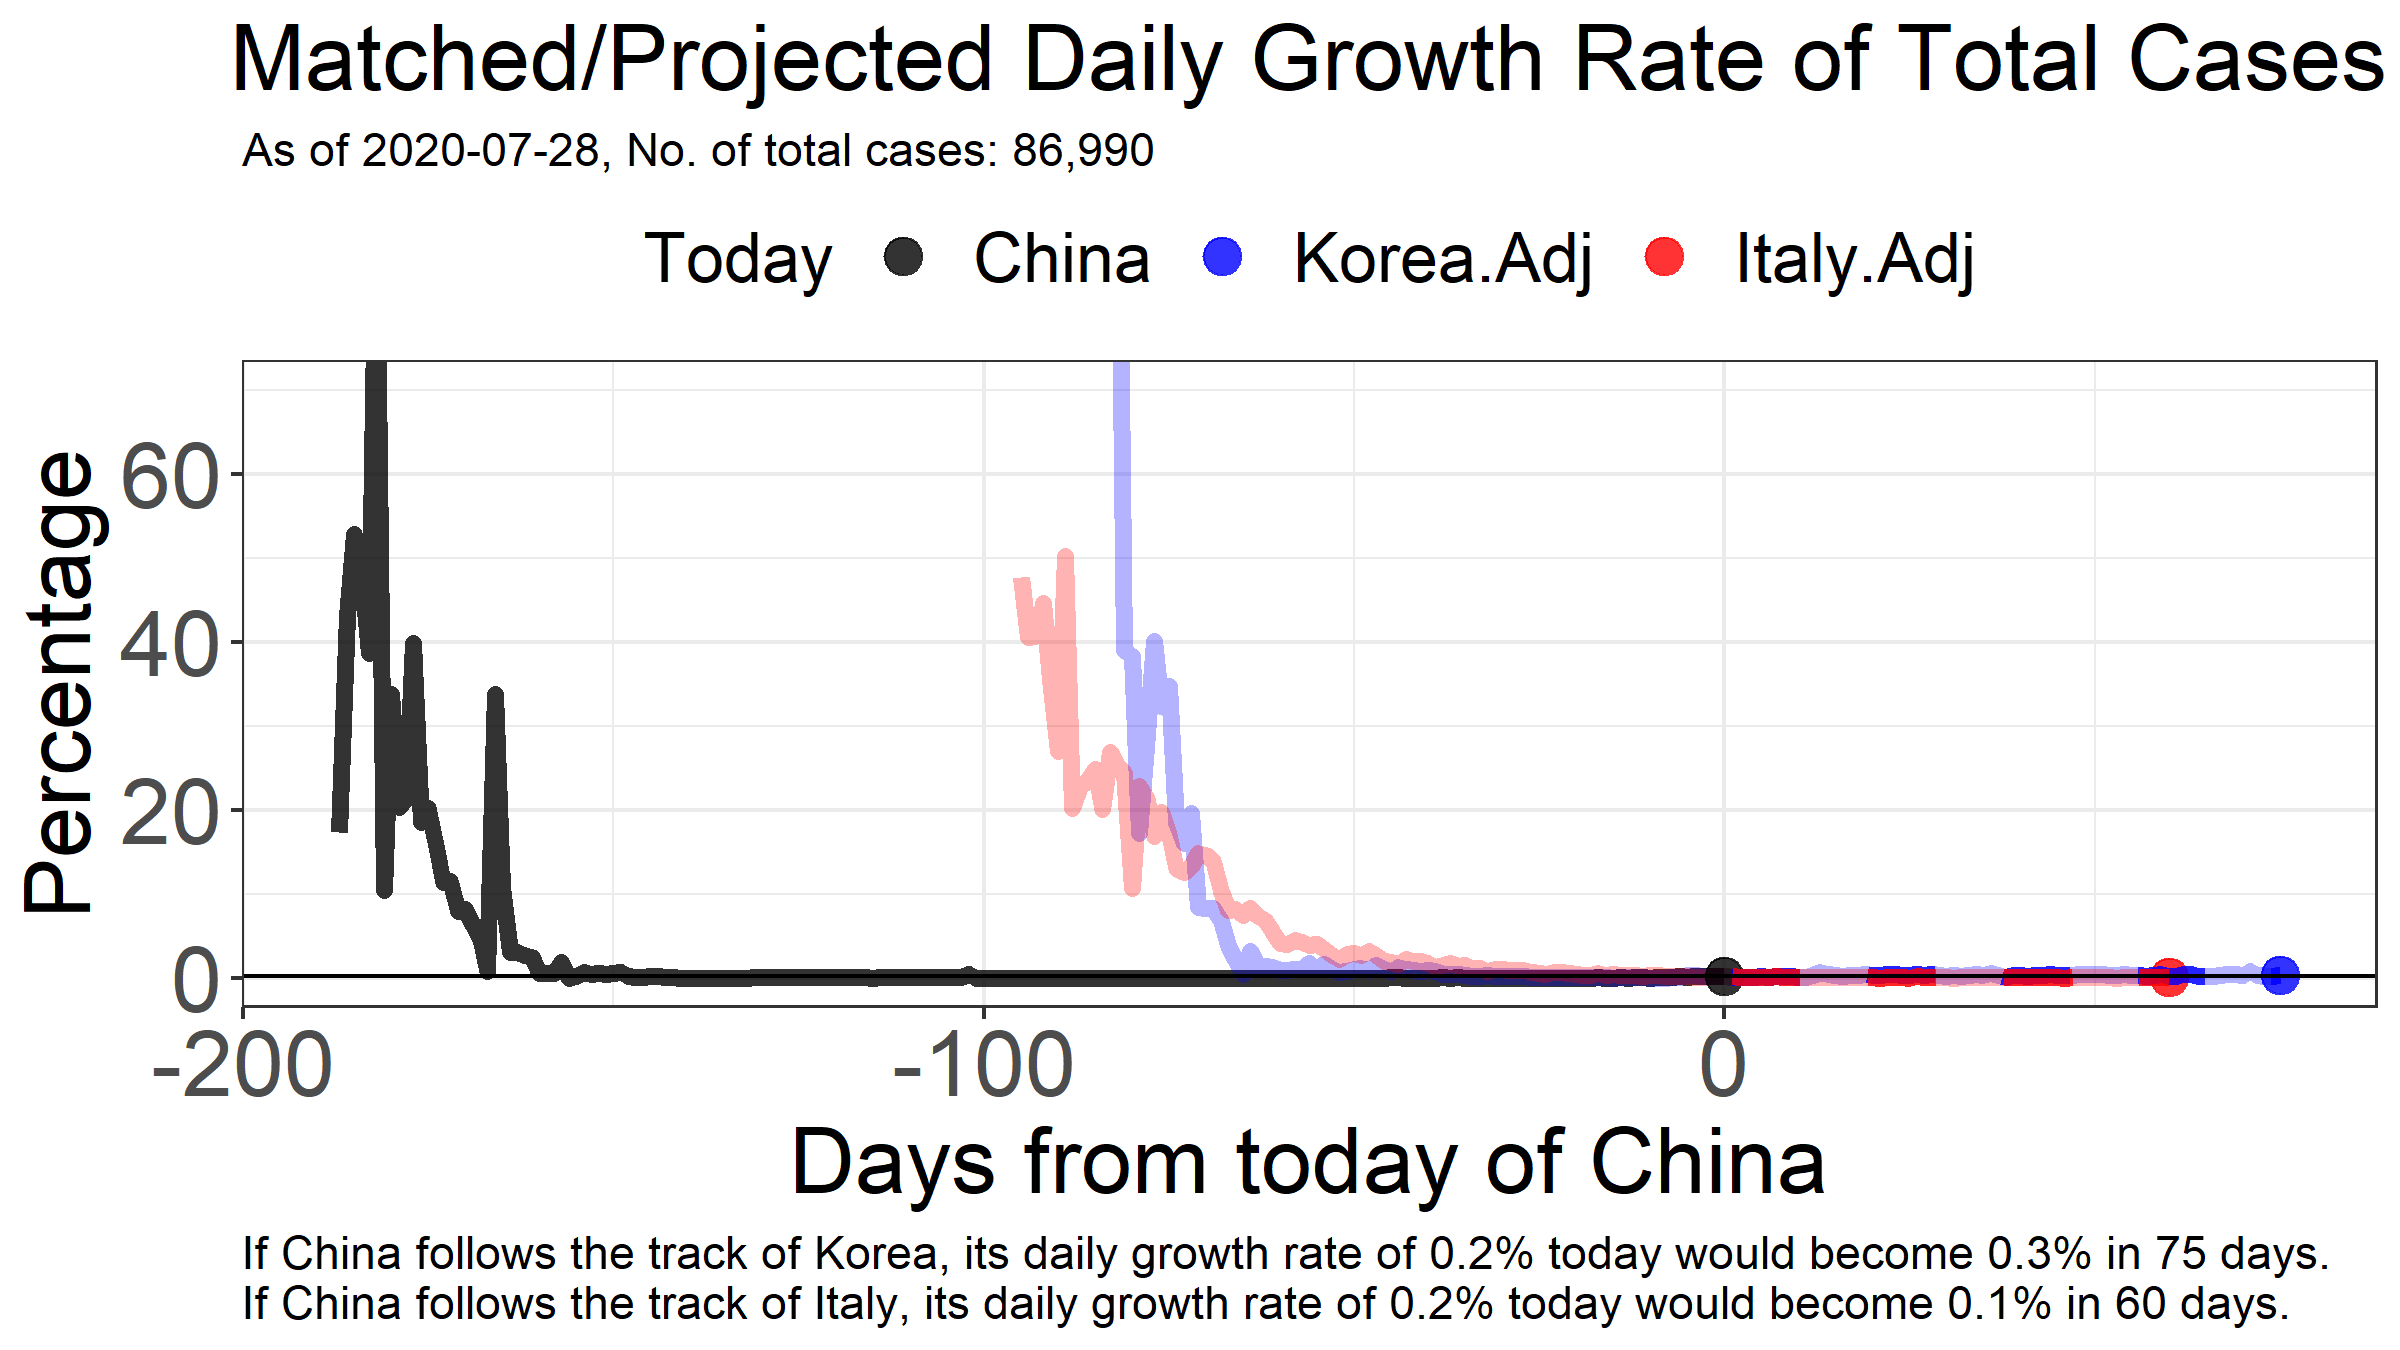 Matched/Projected Daily Growth Rate of Total Cases
As of 2020-07-28, No. of total cases: 86,990
Today China Korea.Adj Italy.Adj
Percentage
60
40
20
0
-200 -100 0
Days from today of China
If China follows the track of Korea, its daily growth rate of 0.2% today would become 0.3% in 75 days.
If China follows the track of Italy, its daily growth rate of 0.2% today would become 0.1% in 60 days.